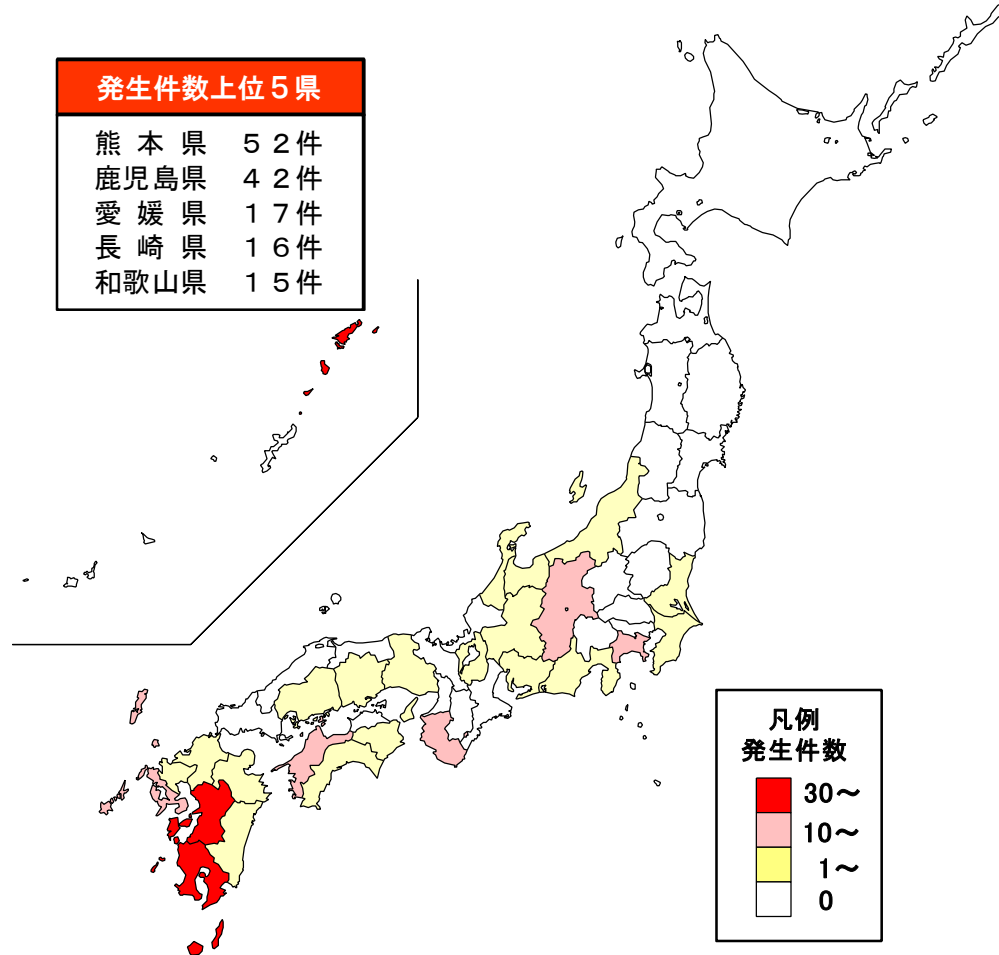 発生件数上位５県
熊 本 県 ５２件
鹿児島県 ４２件
愛 媛 県 １７件
長 崎 県 １６件
和歌山県 １５件
凡例
発生件数
30～
10～
1～
0